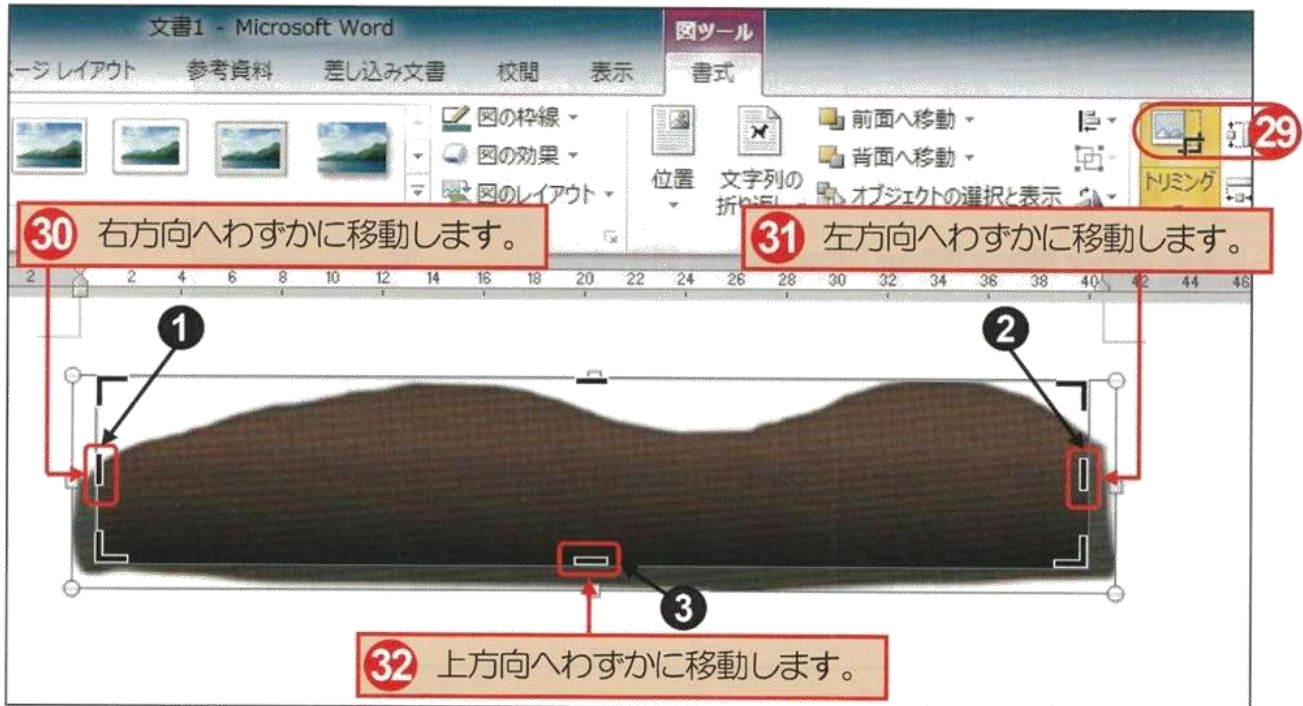 文書1 - Microsoft Word
図ツール
ページ レイアウト 参考資料 差し込み文書 校閲 表示 書式
図の枠線
図の効果
図のレイアウト
位置
文字列の
折り返し
前面へ移動
背面へ移動
オブジェクトの選択と表示
トリミング
29
30 右方向へわずかに移動します。
31 左方向へわずかに移動します。
2 2 4 6 8 10 12 14 16 18 20 22 24 26 28 30 32 34 36 38 40 42 44 46
1
2
3
32 上方向へわずかに移動します。